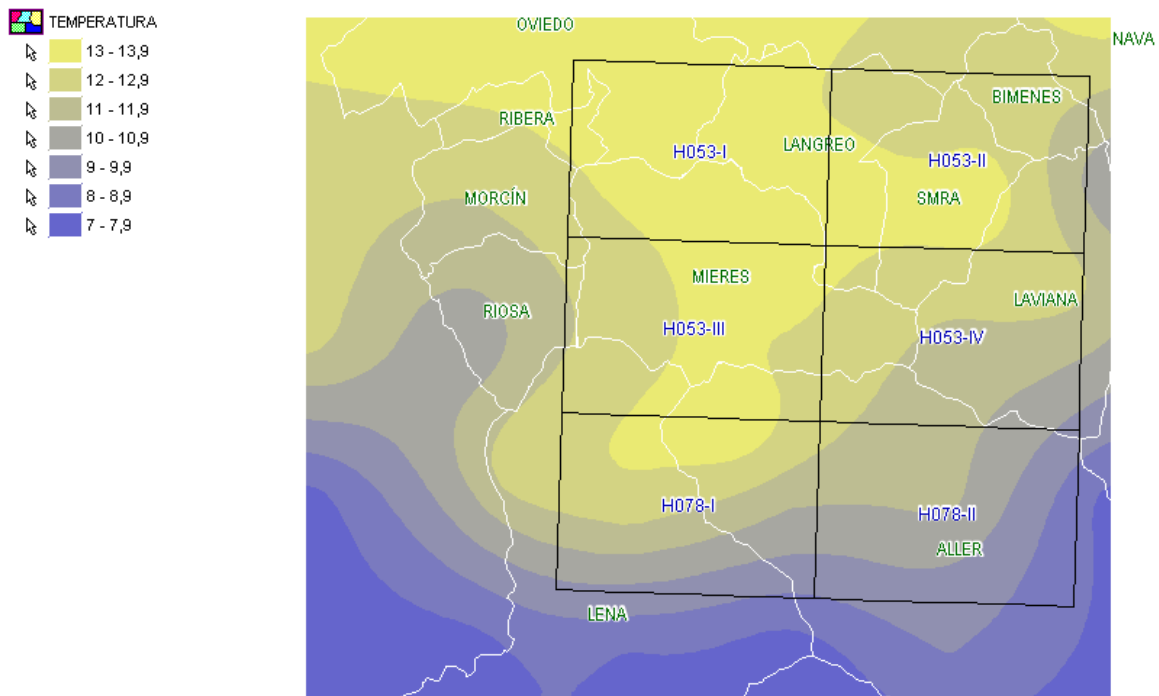 TEMPERATURA
13 - 13,9
12 - 12,9
11 - 11,9
10 - 10,9
9 - 9,9
8 - 8,9
7 - 7,9
OVIEDO
NAVA
BIMENES
RIBERA
LANGREO
H053-I
H053-II
MORCÍN
SMRA
MIERES
LAVIANA
RIOSA
H053-III
H053-IV
H078-I
H078-II
ALLER
LENA